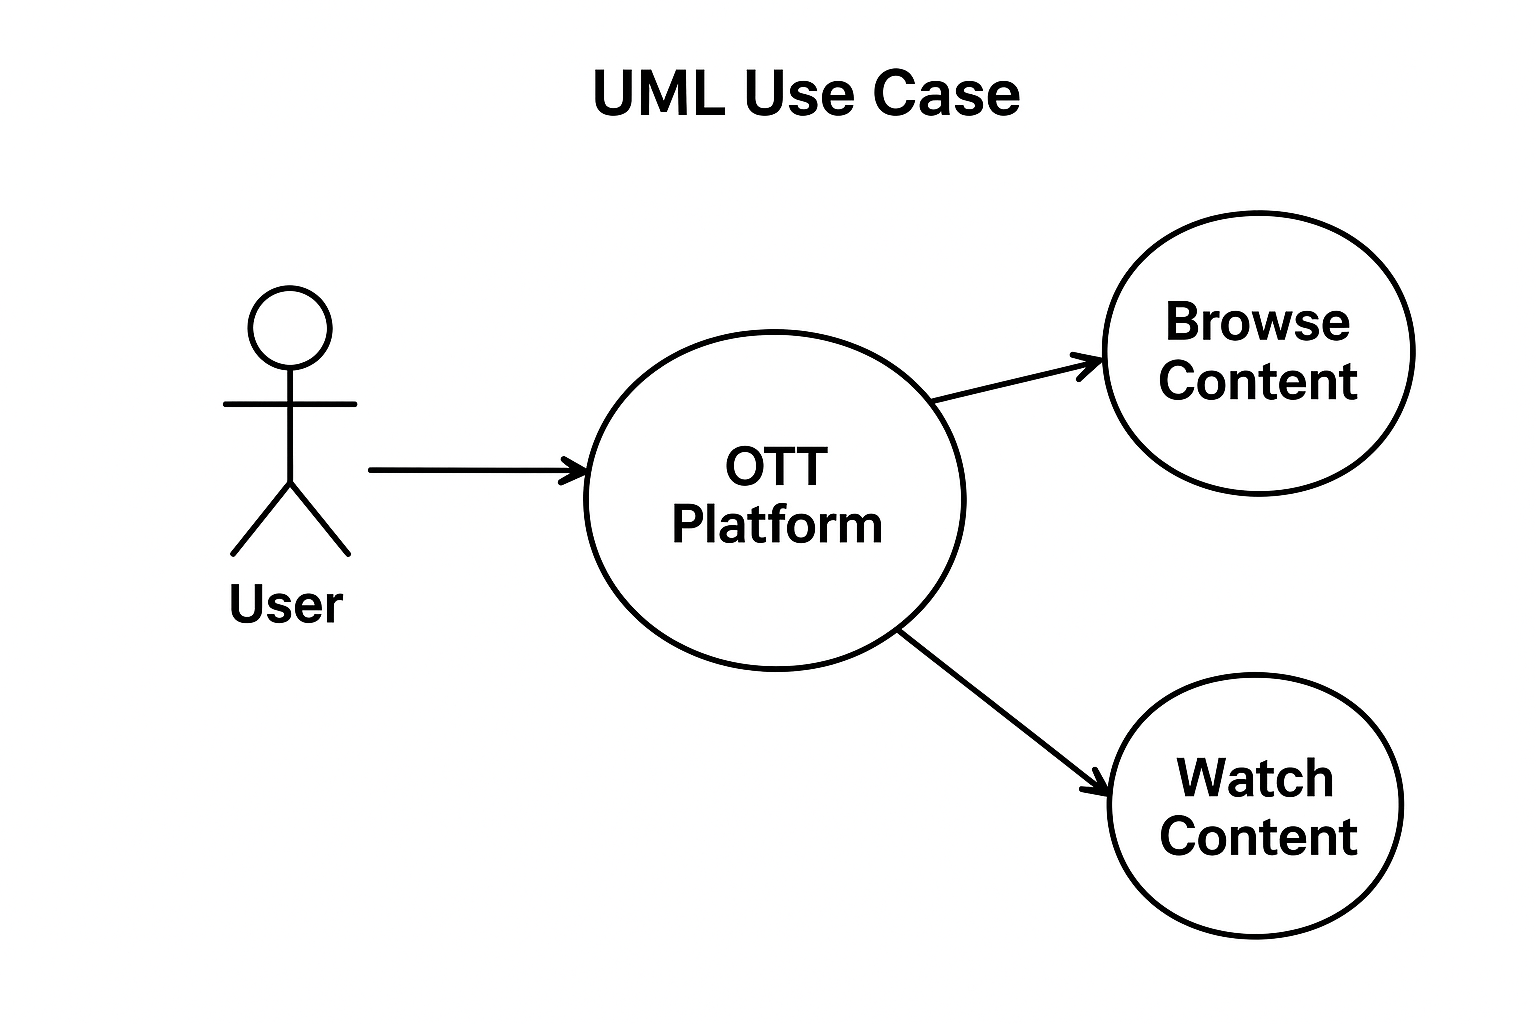 UML Use Case
User
OTT
Platform
Browse
Content
Watch
Content